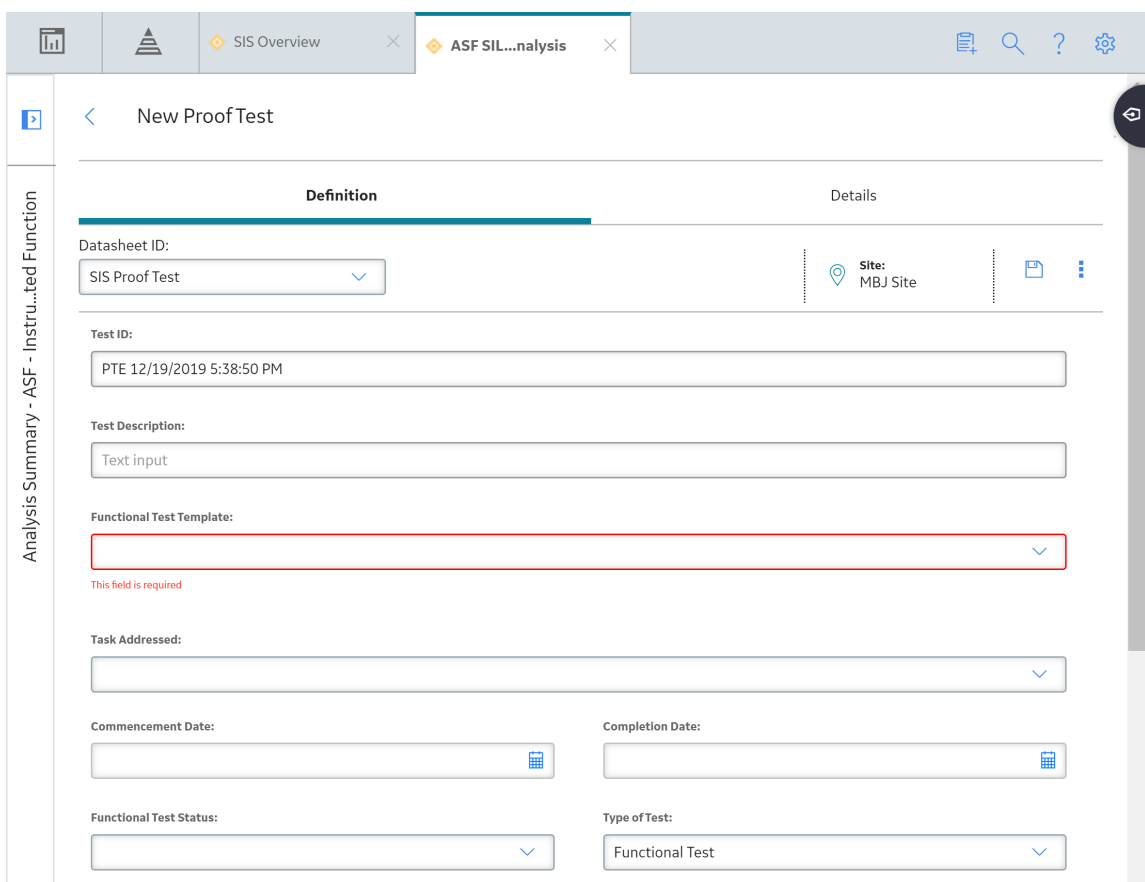 SIS Overview
ASF SIL...nalysis
New Proof Test
Analysis Summary - ASF - Instru...ted Function
Definition
Details
Datasheet ID:
SIS Proof Test
Site:
MBJ Site
Test ID:
PTE 12/19/2019 5:38:50 PM
Test Description:
Text input
Functional Test Template:
This field is required
Task Addressed:
Commencement Date:
Completion Date:
Functional Test Status:
Type of Test:
Functional Test